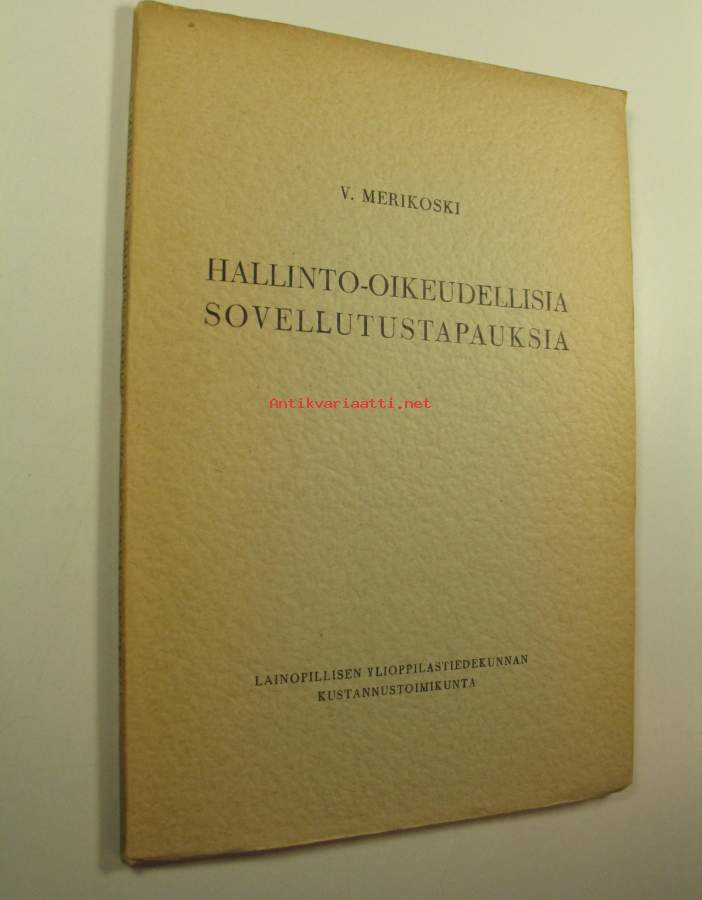 V. MERIKOSKI
HALLINTO-OIKEUDELLISIA
SOVELLUTUSTAPAUKSIA
Antikvariaatti.net
LAINOPILLISEN YLIOPPILASTIEDEKUNNAN
KUSTANNUSTOIMIKUNTA